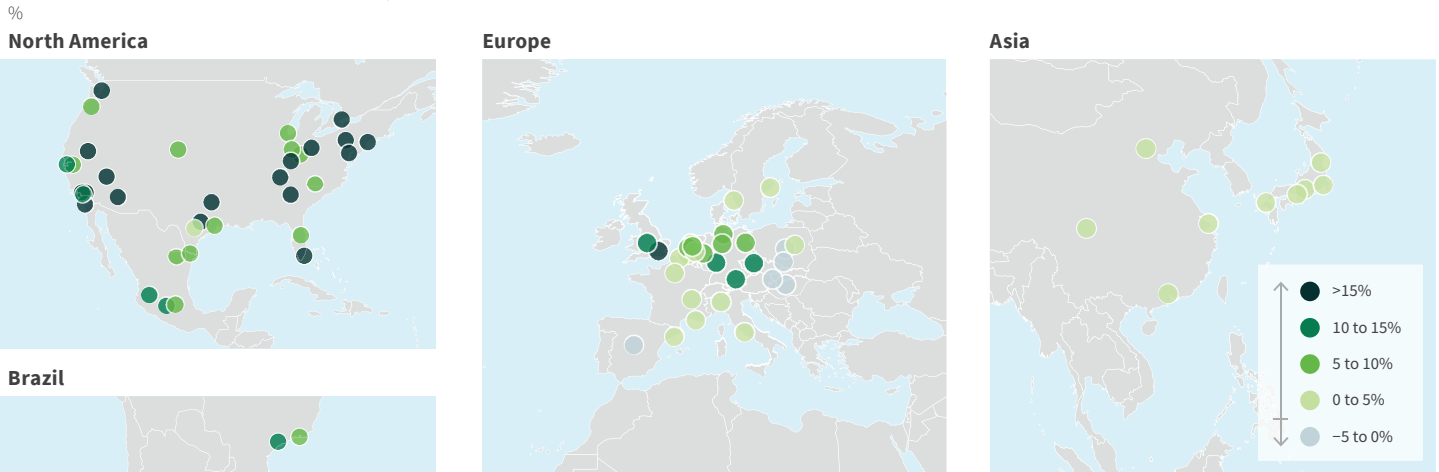 %
North America
Europe
Asia
Brazil
>15%
10 to 15%
5 to 10%
0 to 5%
−5 to 0%